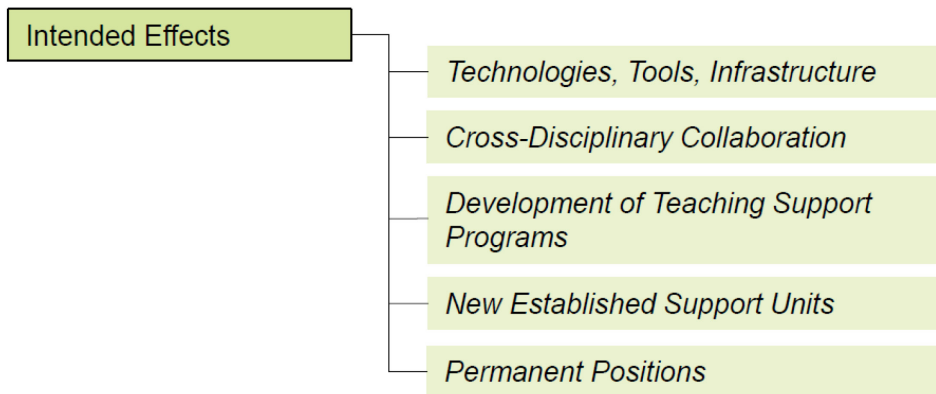 Intended Effects
Technologies, Tools, Infrastructure
Cross-Disciplinary Collaboration
Development of Teaching Support
Programs
New Established Support Units
Permanent Positions